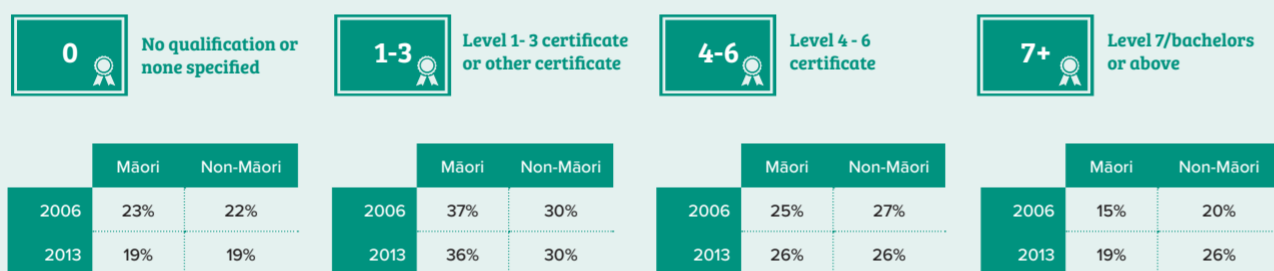 0
No qualification or
none specified
1-3
Level 1- 3 certificate
or other certificate
4-6
Level 4 - 6
certificate
7+
Level 7/bachelors
or above
Māori Non-Māori
2006 23% 22%
2013 19% 19%
Māori Non-Māori
2006 37% 30%
2013 36% 30%
Māori Non-Māori
2006 25% 27%
2013 26% 26%
Māori Non-Māori
2006 15% 20%
2013 19% 26%